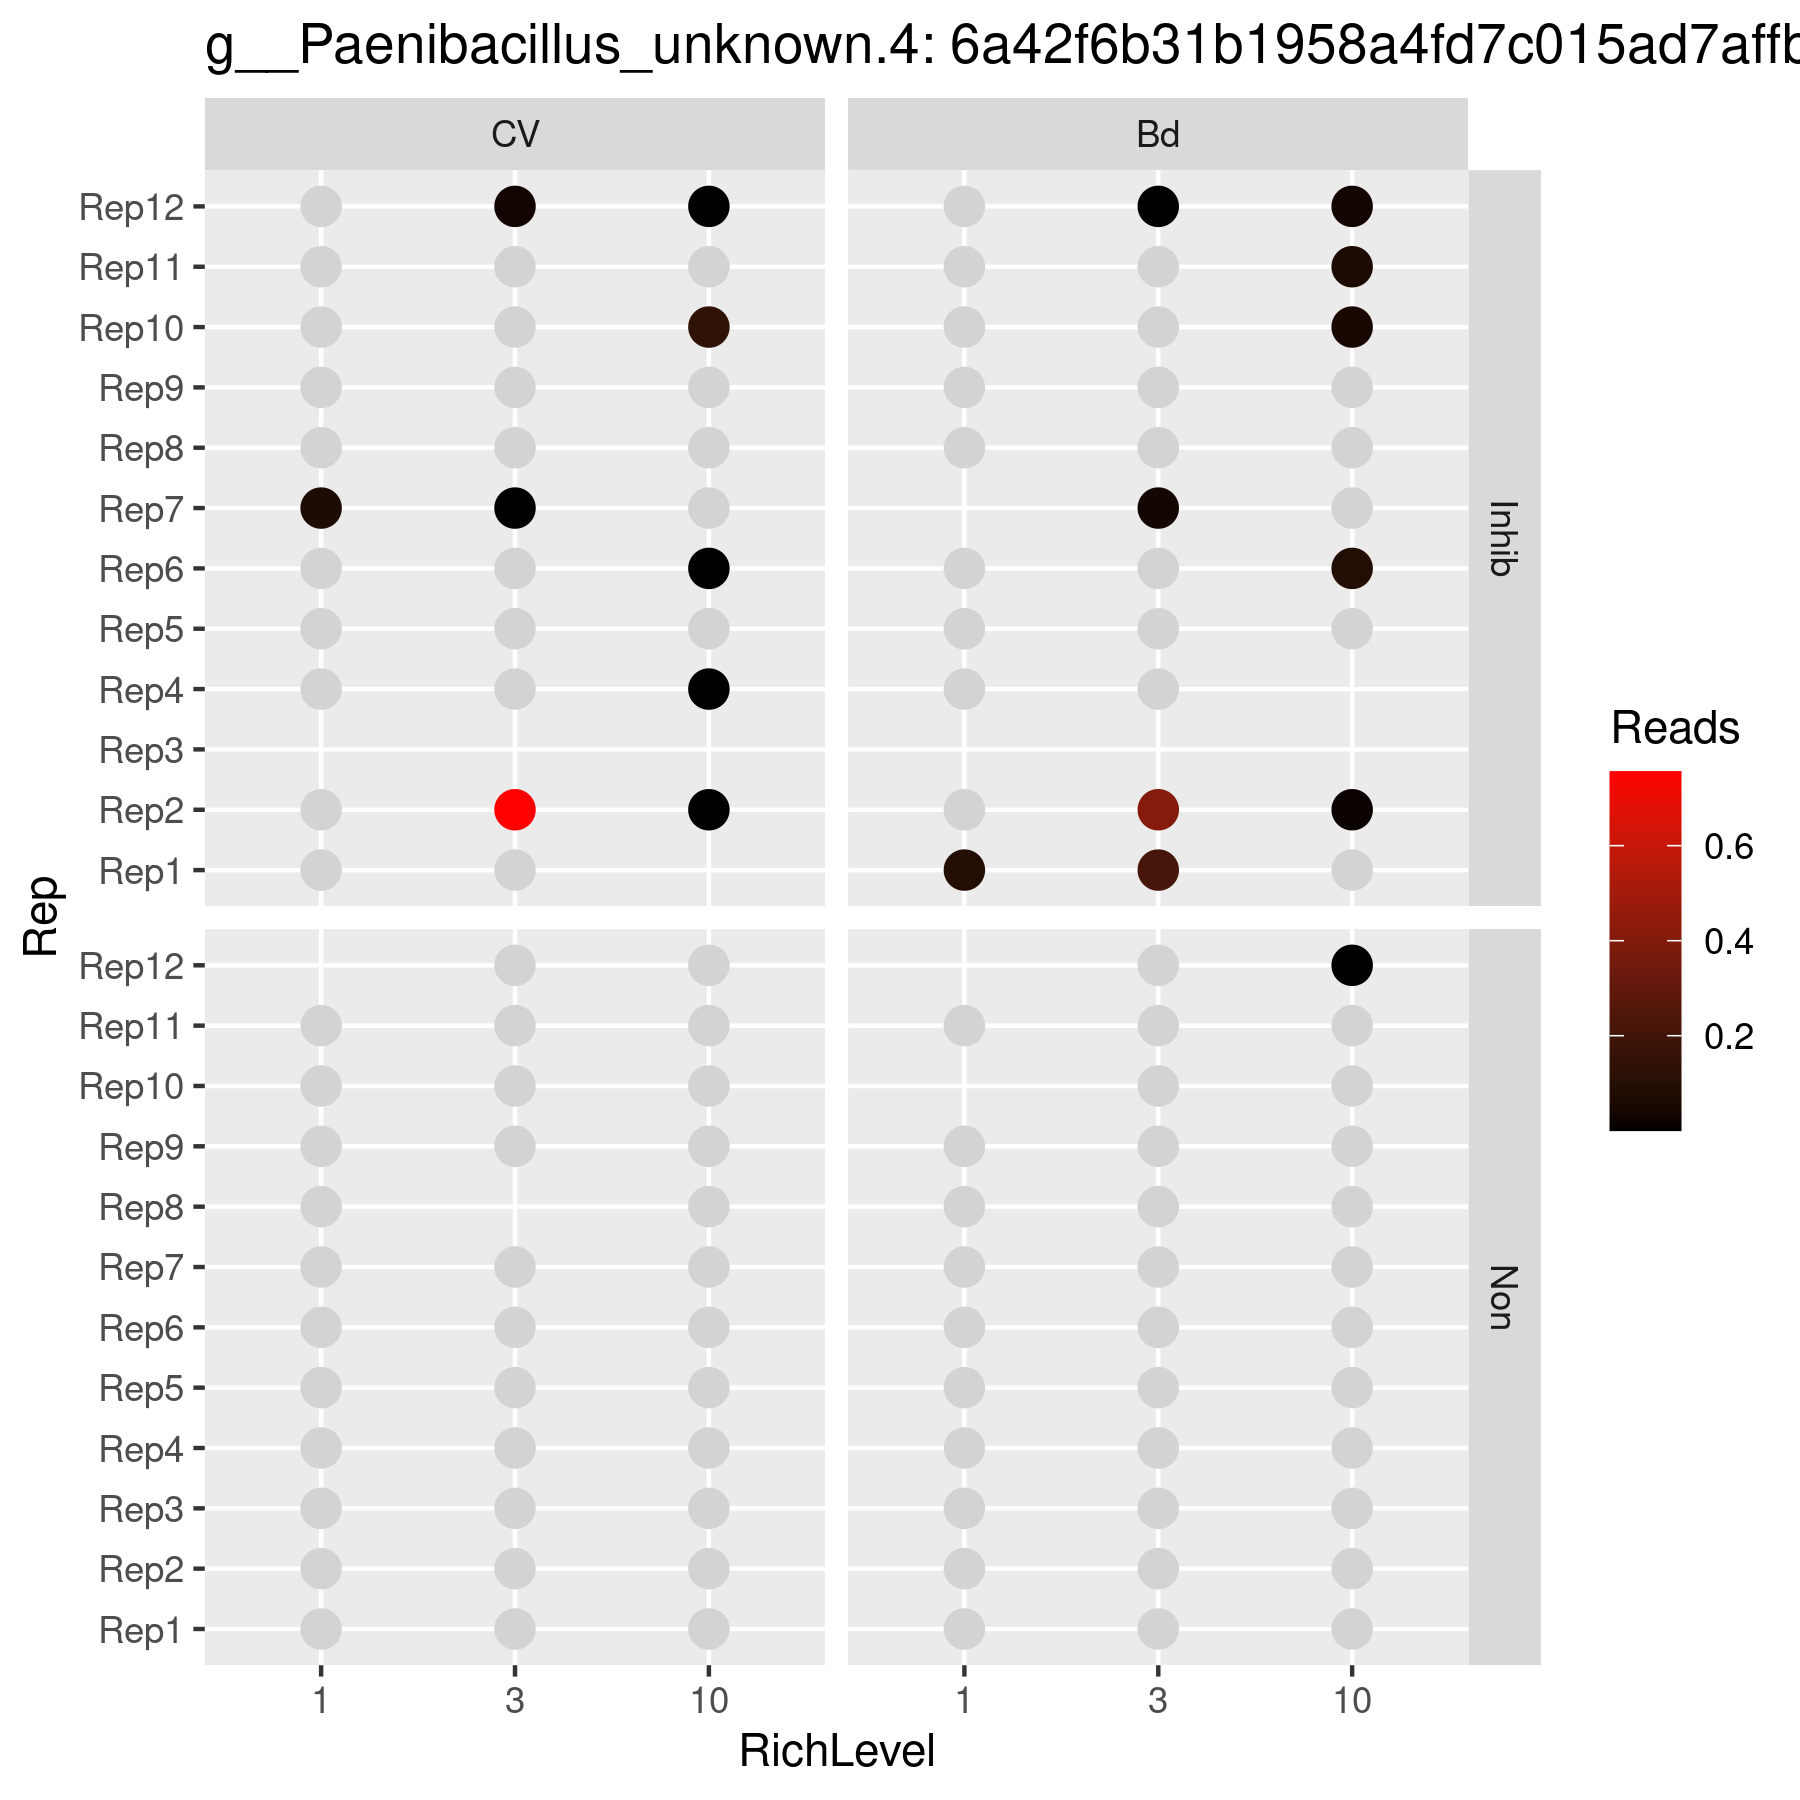 g__Paenibacillus_unknown.4: 6a42f6b31b1958a4fd7c015ad7affb
CV
Bd
Rep12
Rep11
Rep10
Rep9
Rep8
Rep7
Rep6
Rep5
Rep4
Rep3
Rep2
Rep1
Inhib
Rep12
Rep11
Rep10
Rep9
Rep8
Rep7
Rep6
Rep5
Rep4
Rep3
Rep2
Rep1
Non
Rep
1
3
10
1
3
10
RichLevel
Reads
0.6
0.4
0.2